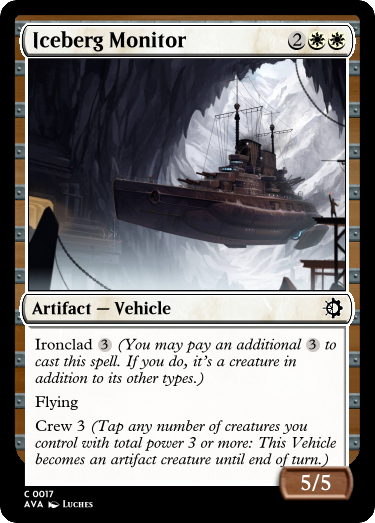 Iceberg Monitor 2
Artifact — Vehicle
Ironclad 3 (You may pay an additional 3 to
cast this spell. If you do, it's a creature in
addition to its other types.)
Flying
Crew 3 (Tap any number of creatures you
control with total power 3 or more: This Vehicle
becomes an artifact creature until end of turn.)
5/5
C 0017
AVA Luches